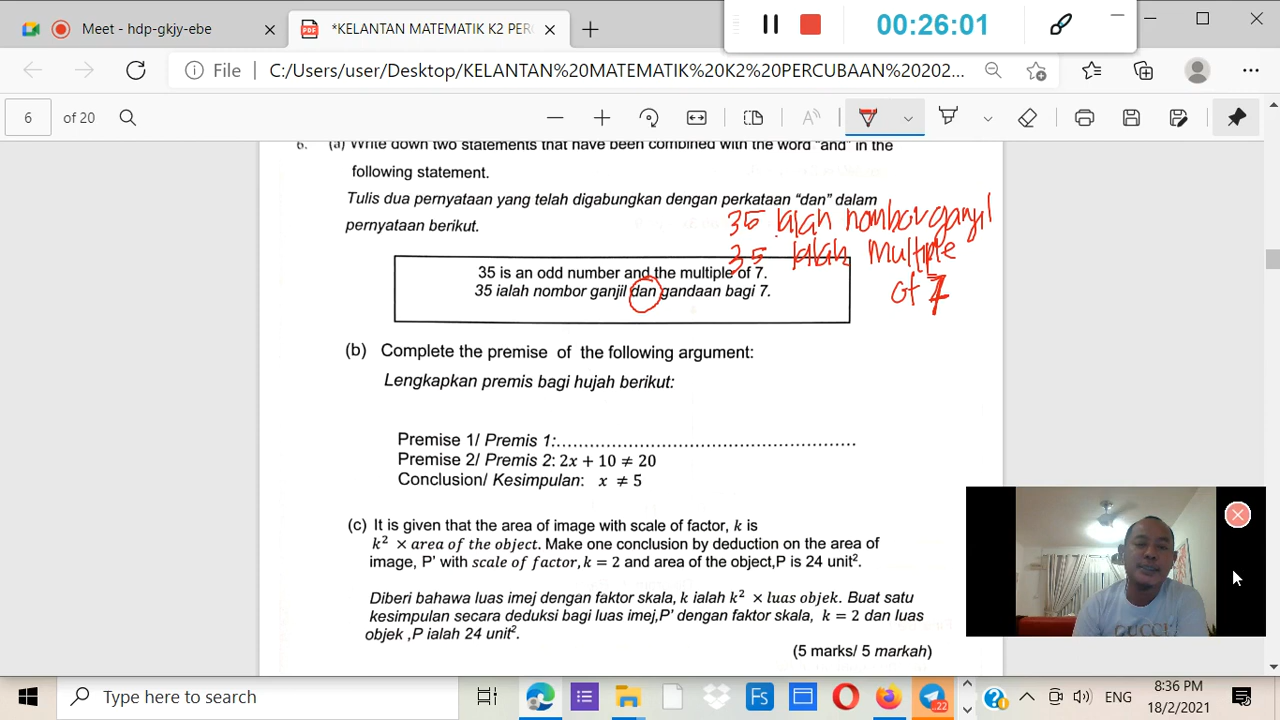 Meet - hdp-gkjy-ebe
*KELANTAN MATEMATIK K2 PER
00:26:01
File
C:/Users/user/Desktop/KELANTAN%20MATEMATIK%20K2%20PERCUBAAN%20202...
6 of 20
6. (a) Write down two statements that have been combined with the word "and" in the
following statement.
Tulis dua pernyataan yang telah digabungkan dengan perkataan "dan" dalam
pernyataan berikut.
35 ialah nombor ganjil
35 ialah Multiple
of 7
35 is an odd number and the multiple of 7.
35 ialah nombor ganjil dan gandaan bagi 7.
(b) Complete the premise of the following argument:
Lengkapkan premis bagi hujah berikut:
Premise 1/ Premis 1:......................................................
Premise 2/ Premis 2: 2x + 10 ≠ 20
Conclusion/ Kesimpulan: x ≠ 5
(c) It is given that the area of image with scale of factor, k is
k² × area of the object. Make one conclusion by deduction on the area of
image, P' with scale of factor, k = 2 and area of the object,P is 24 unit².
Diberi bahawa luas imej dengan faktor skala, k ialah k² × luas objek. Buat satu
kesimpulan secara deduksi bagi luas imej,P' dengan faktor skala, k = 2 dan luas
objek ,P ialah 24 unit².
(5 marks/ 5 markah)
GUCCI
Type here to search
Fs
22
ENG
8:36 PM
18/2/2021